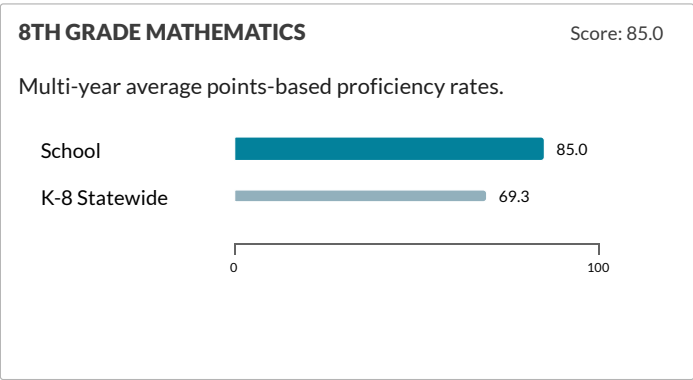 8TH GRADE MATHEMATICS Score: 85.0
Multi-year average points-based proficiency rates.
School 85.0
K-8 Statewide 69.3
0 100